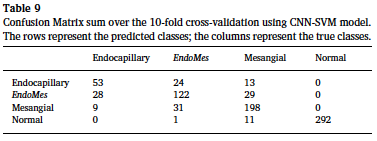 Table 9
Confusion Matrix sum over the 10-fold cross-validation using CNN-SVM model.
The rows represent the predicted classes; the columns represent the true classes.
Endocapillary EndoMes Mesangial Normal
Endocapillary 53 24 13 0
EndoMes 28 122 29 0
Mesangial 9 31 198 0
Normal 0 1 11 292